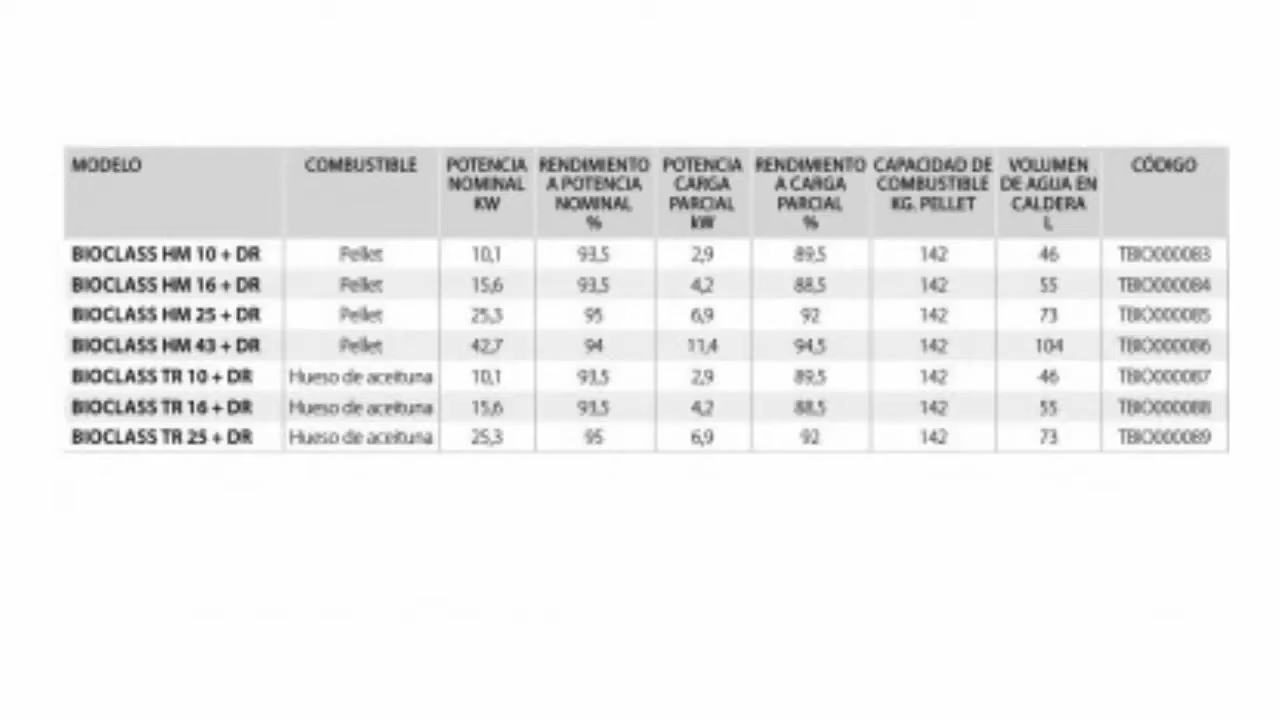 MODELO COMBUSTIBLE POTENCIA NOMINAL KW RENDIMIENTO A POTENCIA NOMINAL % POTENCIA CARGA PARCIAL kW RENDIMIENTO A CARGA PARCIAL % CAPACIDAD DE COMBUSTIBLE KG. PELLET VOLUMEN DE AGUA EN CALDERA L CÓDIGO
BIOCLASS HM 10 + DR Pellet 10,1 93,5 2,9 89,5 142 46 TBIO000083
BIOCLASS HM 16 + DR Pellet 15,6 93,5 4,2 88,5 142 55 TBIO000084
BIOCLASS HM 25 + DR Pellet 25,3 95 6,9 92 142 73 TBIO000085
BIOCLASS HM 43 + DR Pellet 42,7 94 11,4 94,5 142 104 TBIO000086
BIOCLASS TR 10 + DR Hueso de aceituna 10,1 93,5 2,9 89,5 142 46 TBIO000087
BIOCLASS TR 16 + DR Hueso de aceituna 15,6 93,5 4,2 88,5 142 55 TBIO000088
BIOCLASS TR 25 + DR Hueso de aceituna 25,3 95 6,9 92 142 73 TBIO000089